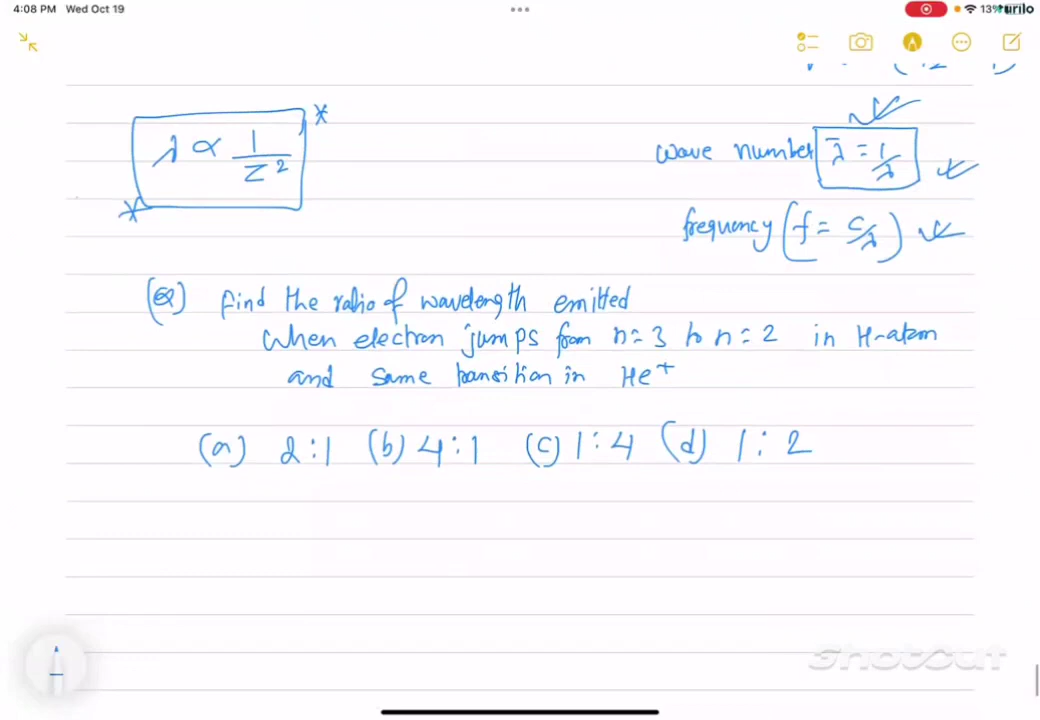 4:08 PM Wed Oct 19
13%
λ ∝ 1/Z²
wave number λ̄ = 1/λ
frequency (f = c/λ)
(Q) Find the ratio of wavelength emitted
When electron jumps from n=3 to n=2 in H-atom
and same transition in He+
(a) 2:1 (b) 4:1 (c) 1:4 (d) 1:2
ShotCut